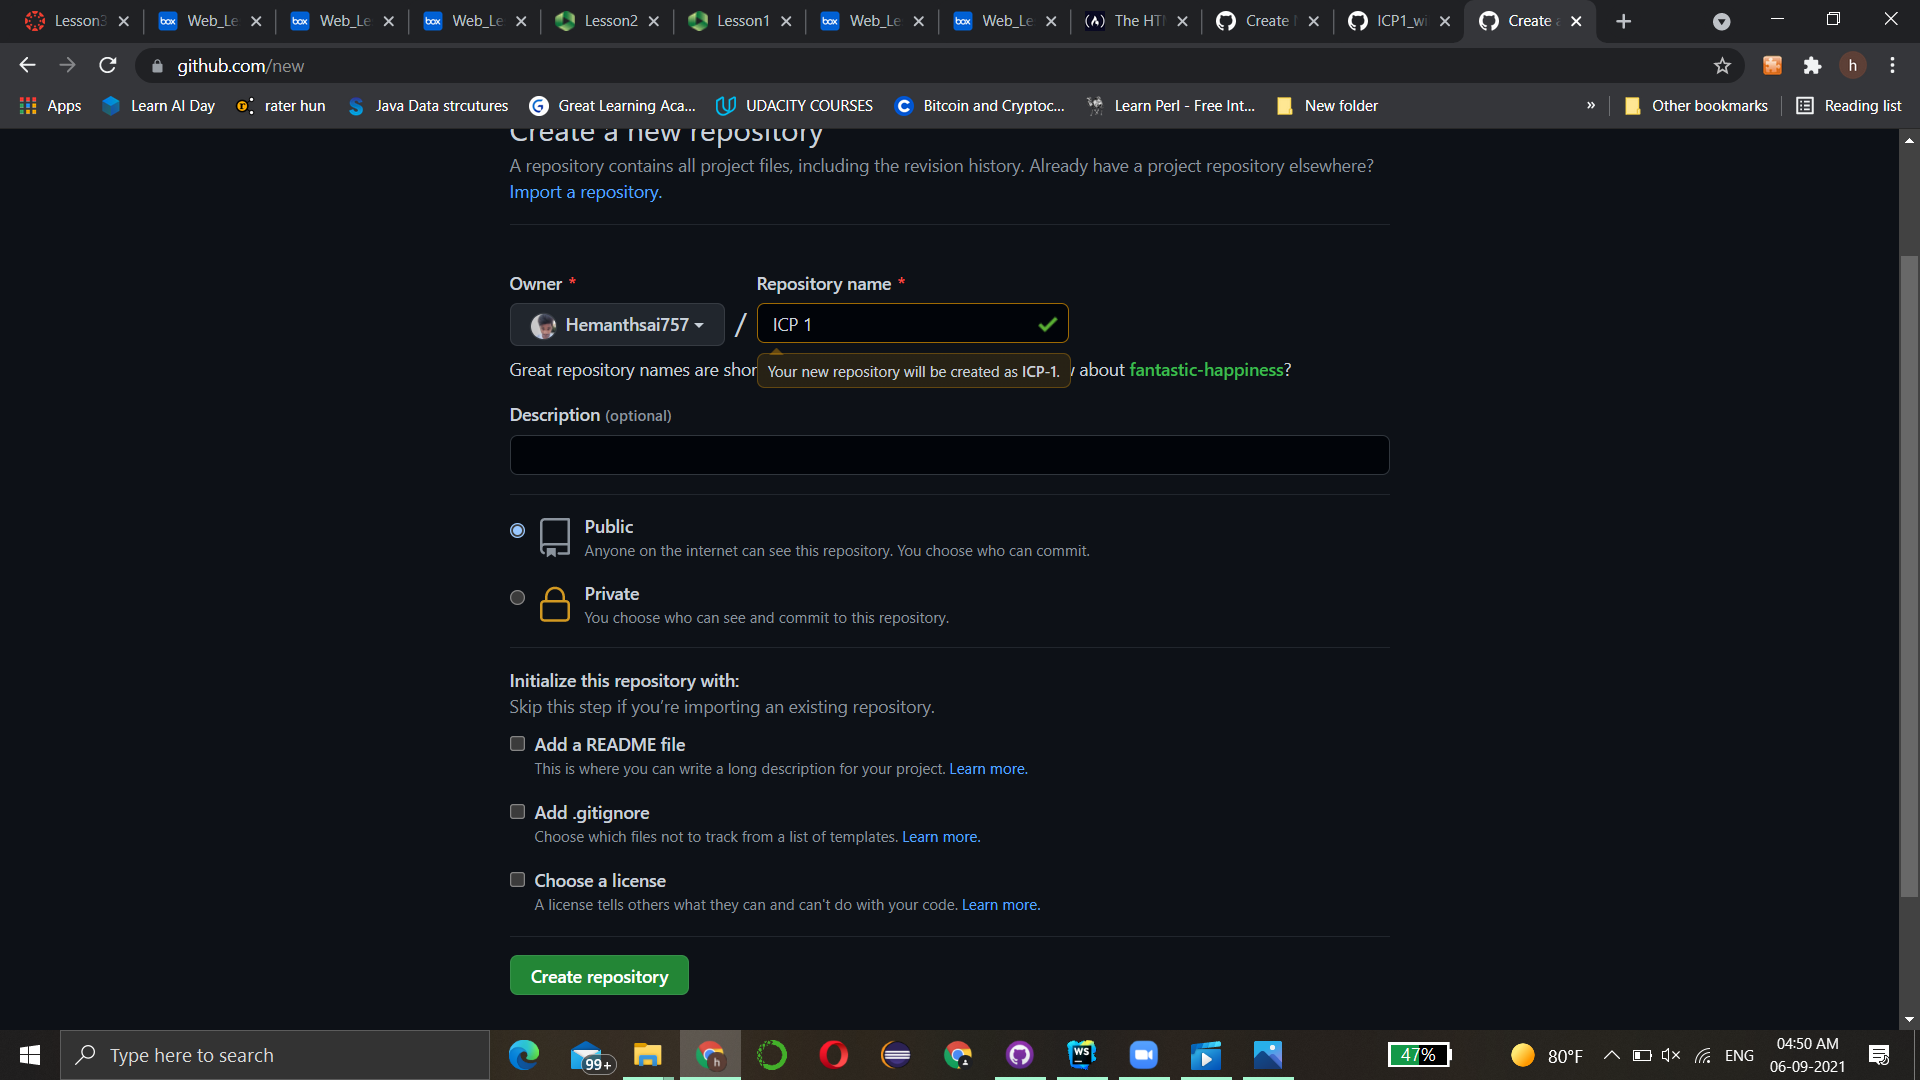 Lesson3
Web_Le
Web_Le
Web_Le
Lesson2
Lesson1
Web_Le
Web_Le
The HT
Create
ICP1_wi
Create
github.com/new
h
Apps
Learn AI Day
rater hun
Java Data strcutures
Great Learning Aca...
UDACITY COURSES
Bitcoin and Cryptoc...
Learn Perl - Free Int...
New folder
»
Other bookmarks
Reading list
Create a new repository
A repository contains all project files, including the revision history. Already have a project repository elsewhere?
Import a repository.
Owner *
Repository name *
Hemanthsai757
/
ICP 1
Great repository names are shor
Your new repository will be created as ICP-1.
about fantastic-happiness?
Description (optional)
Public
Anyone on the internet can see this repository. You choose who can commit.
Private
You choose who can see and commit to this repository.
Initialize this repository with:
Skip this step if you’re importing an existing repository.
Add a README file
This is where you can write a long description for your project. Learn more.
Add .gitignore
Choose which files not to track from a list of templates. Learn more.
Choose a license
A license tells others what they can and can't do with your code. Learn more.
Create repository
Type here to search
99+
WS
47%
80°F
ENG
04:50 AM
06-09-2021